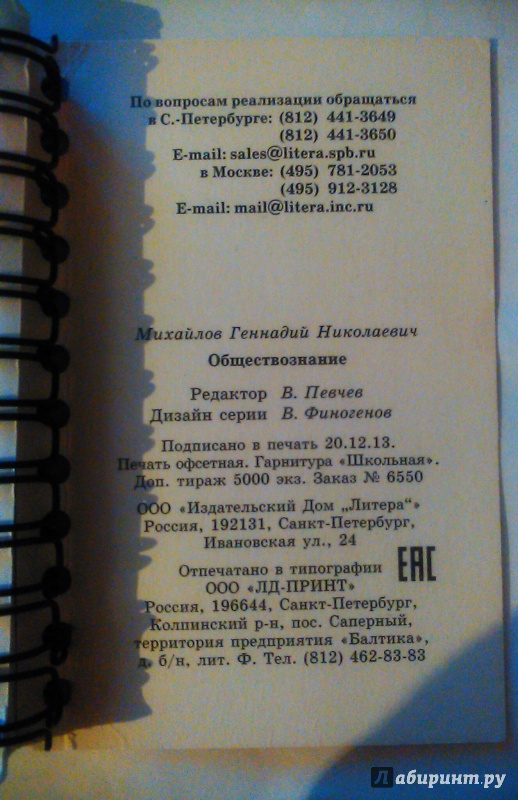 По вопросам реализации обращаться
в С.-Петербурге: (812) 441-3649
(812) 441-3650
E-mail: sales@litera.spb.ru
в Москве: (495) 781-2053
(495) 912-3128
E-mail: mail@litera.inc.ru
Михайлов Геннадий Николаевич
Обществознание
Редактор В. Певчев
Дизайн серии В. Финогенов
Подписано в печать 20.12.13.
Печать офсетная. Гарнитура «Школьная».
Доп. тираж 5000 экз. Заказ № 6550
ООО «Издательский Дом „Литера"»
Россия, 192131, Санкт-Петербург,
Ивановская ул., 24
Отпечатано в типографии
ООО «ЛД-ПРИНТ»
Россия, 196644, Санкт-Петербург,
Колпинский р-н, пос. Саперный,
территория предприятия «Балтика»,
д. б/н, лит. Ф. Тел. (812) 462-83-83
EAC
Лабиринт.ру